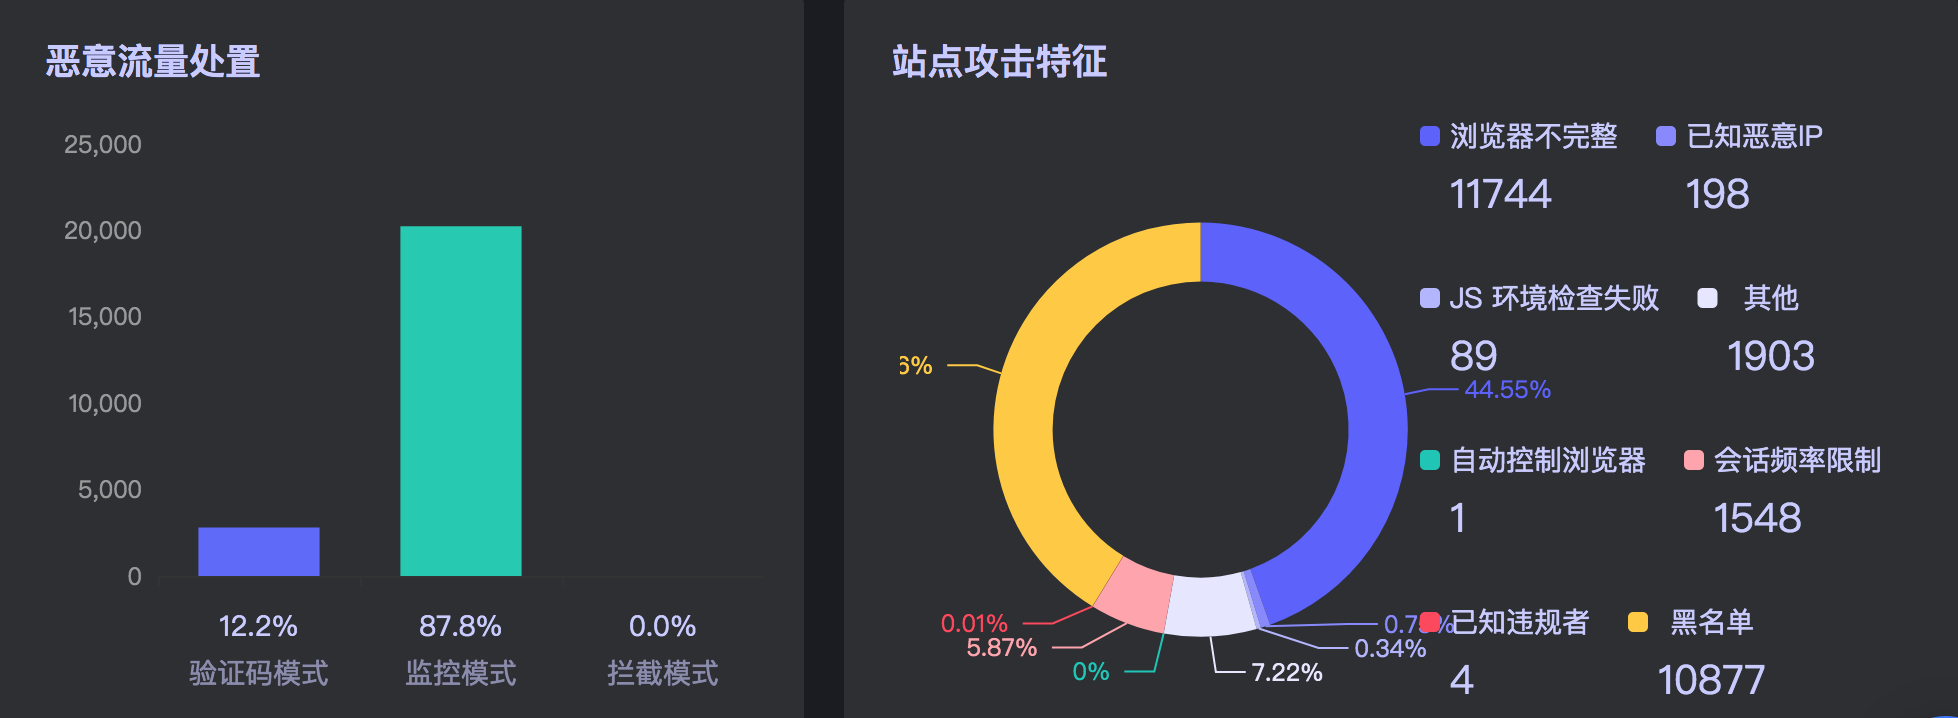 恶意流量处置
25,000
20,000
15,000
10,000
5,000
0
12.2%
87.8%
0.0%
验证码模式
监控模式
拦截模式
站点攻击特征
浏览器不完整
已知恶意IP
11744
198
JS 环境检查失败
其他
89
1903
6%
44.55%
自动控制浏览器
会话频率限制
1
1548
已知违规者
黑名单
0.01%
5.87%
0%
7.22%
0.34%
4
10877